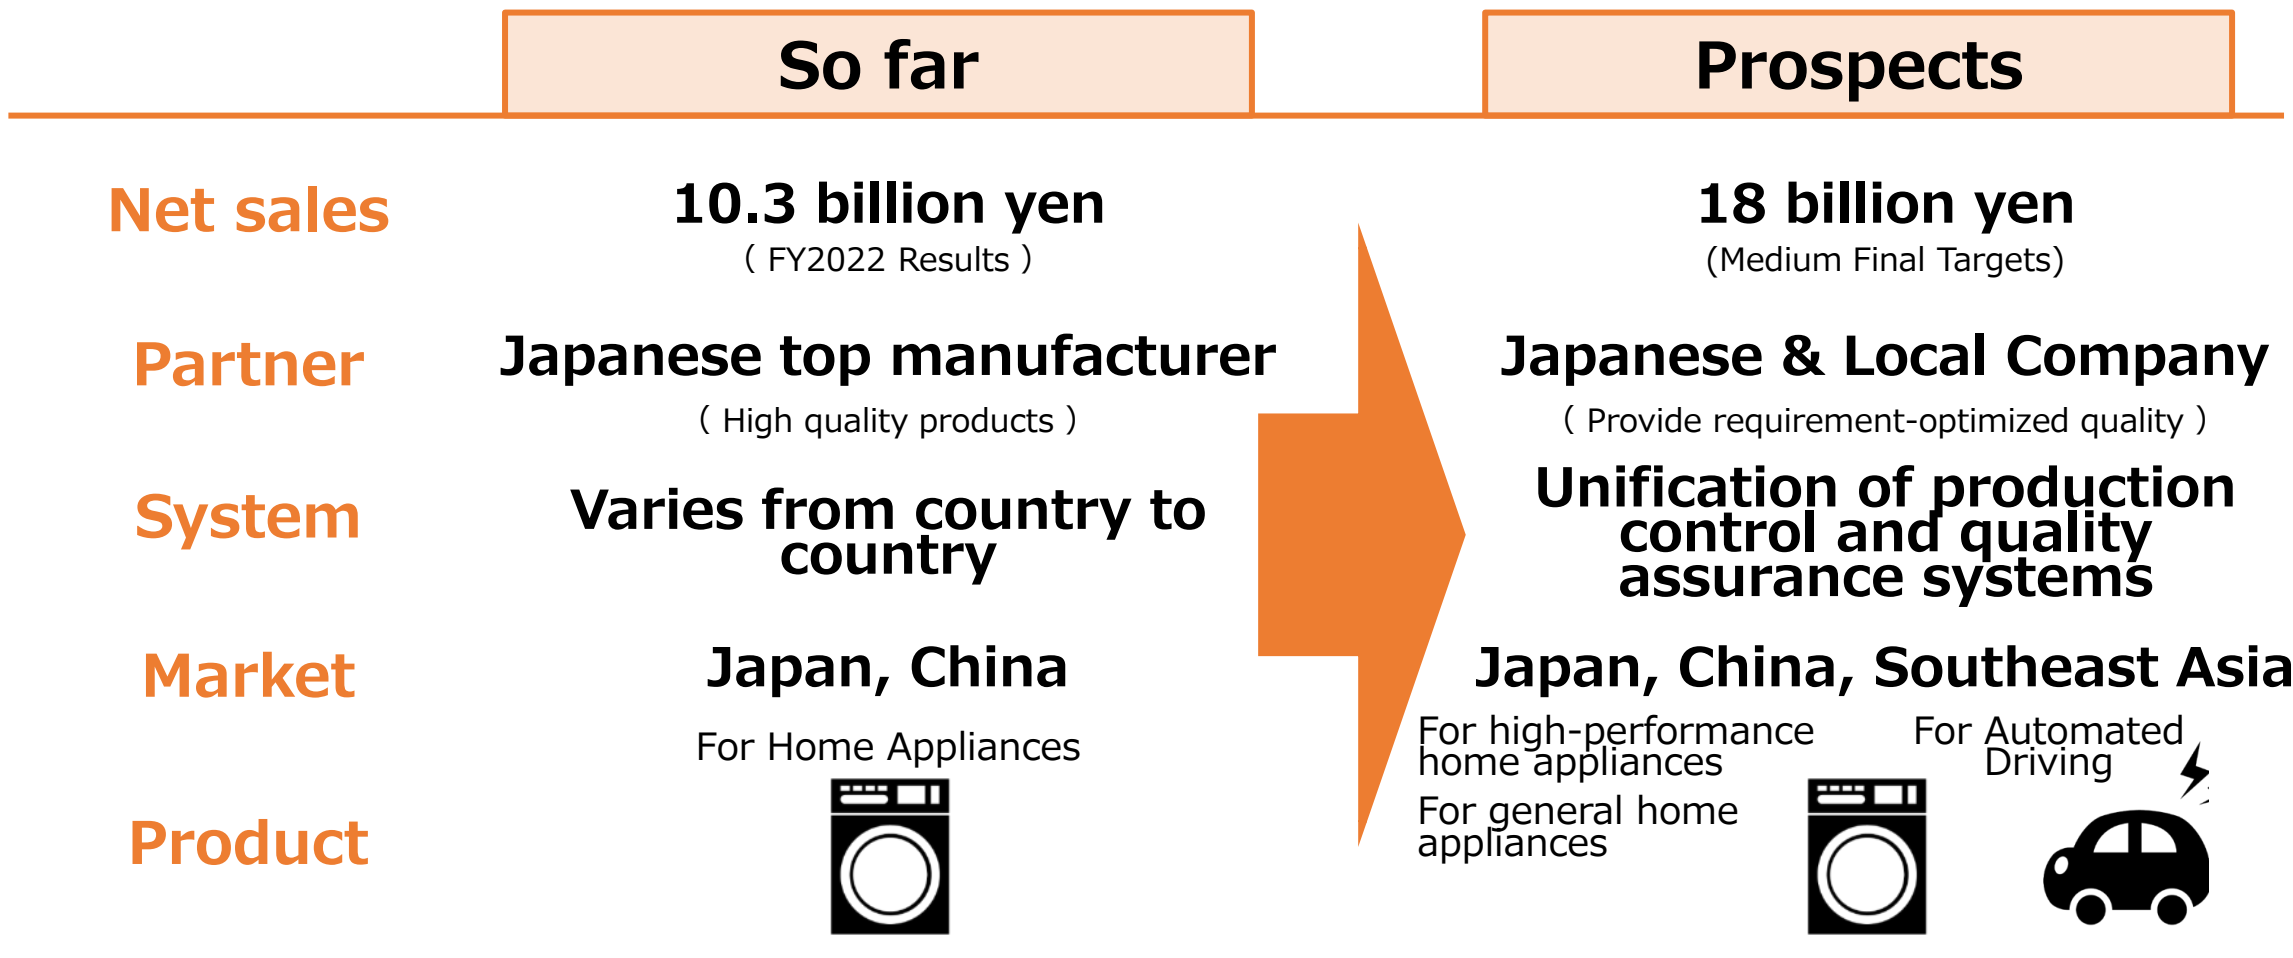 So far
Prospects
Net sales
10.3 billion yen
( FY2022 Results )
18 billion yen
(Medium Final Targets)
Partner
Japanese top manufacturer
( High quality products )
Japanese & Local Company
( Provide requirement-optimized quality )
System
Varies from country to
country
Unification of production
control and quality
assurance systems
Market
Japan, China
Japan, China, Southeast Asia
Product
For Home Appliances
For high-performance
home appliances
For general home
appliances
For Automated
Driving